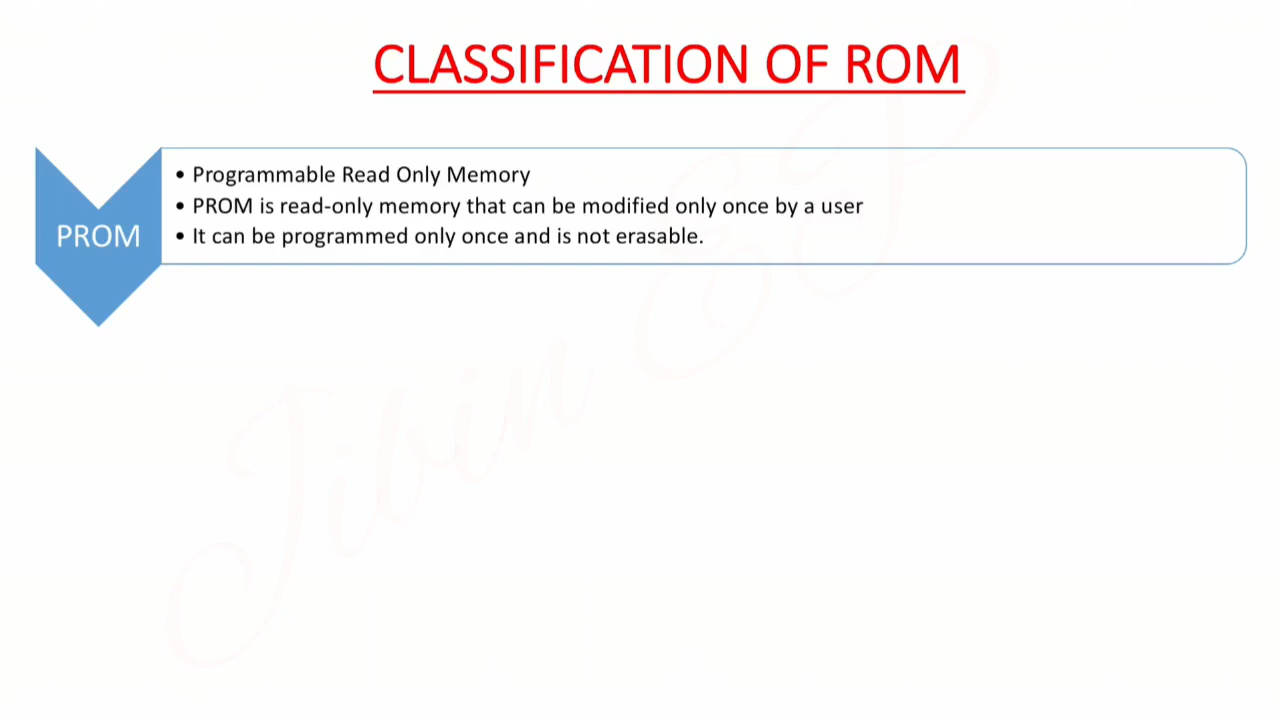 CLASSIFICATION OF ROM
PROM
• Programmable Read Only Memory
• PROM is read-only memory that can be modified only once by a user
• It can be programmed only once and is not erasable.
Jibin